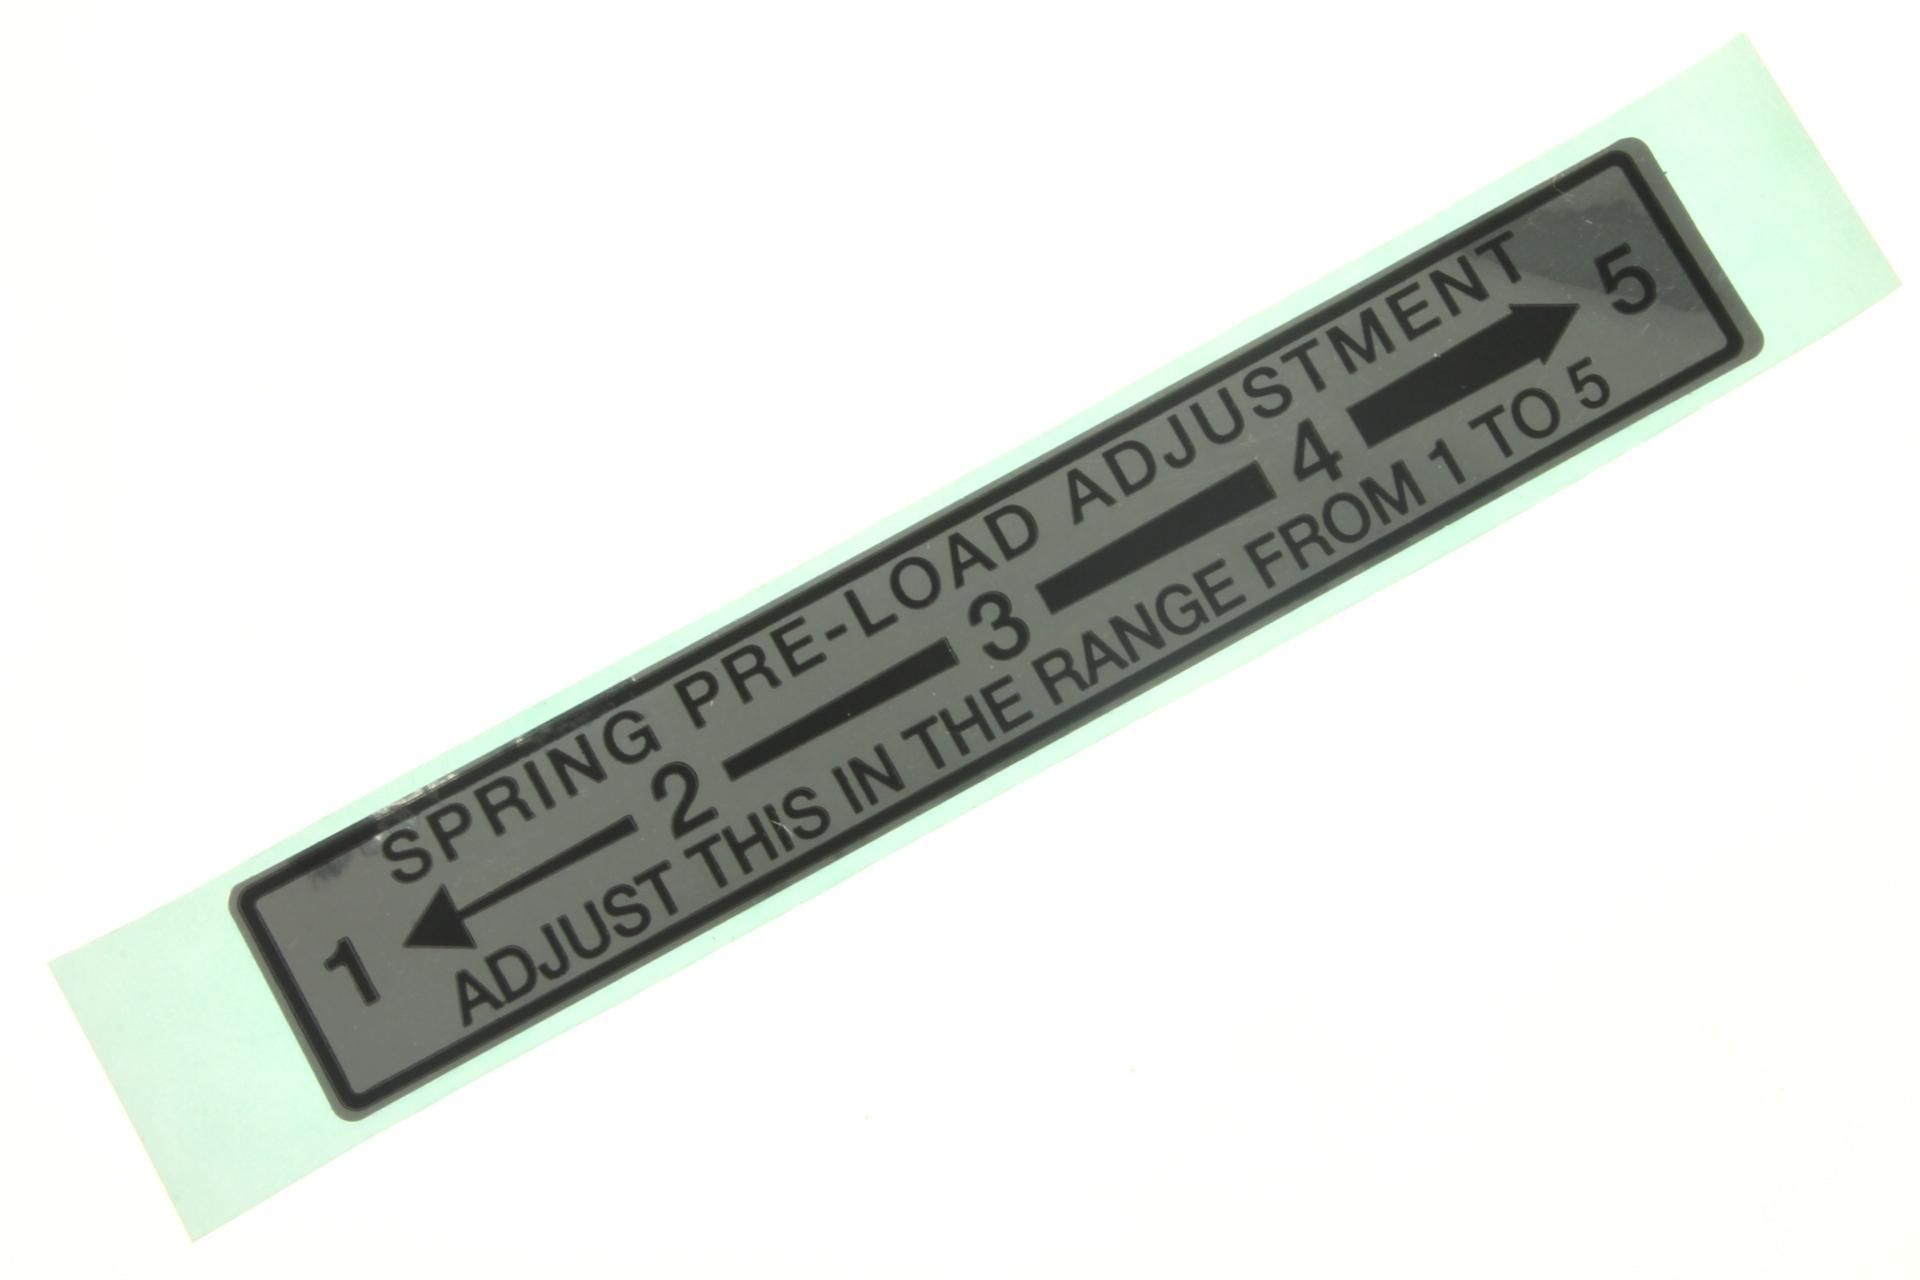 SPRING PRE-LOAD ADJUSTMENT
1 2 3 4 5
ADJUST THIS IN THE RANGE FROM 1 TO 5